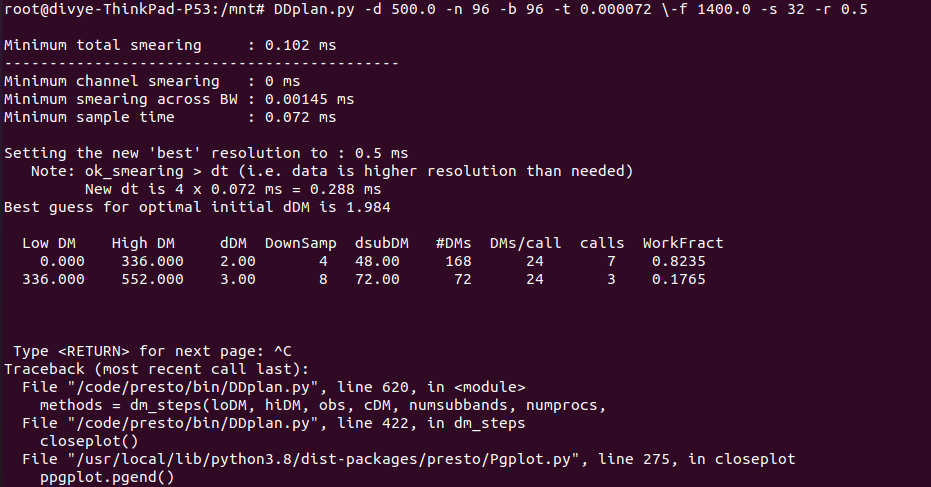 root@divye-ThinkPad-P53:/mnt# DDplan.py -d 500.0 -n 96 -b 96 -t 0.000072 \-f 1400.0 -s 32 -r 0.5
Minimum total smearing     : 0.102 ms
--------------------------------------------
Minimum channel smearing   : 0 ms
Minimum smearing across BW : 0.00145 ms
Minimum sample time        : 0.072 ms
Setting the new 'best' resolution to : 0.5 ms
   Note: ok_smearing > dt (i.e. data is higher resolution than needed)
         New dt is 4 x 0.072 ms = 0.288 ms
Best guess for optimal initial dDM is 1.984
  Low DM    High DM     dDM  DownSamp  dsubDM   #DMs  DMs/call  calls  WorkFract
    0.000    336.000    2.00       4   48.00     168      24       7    0.8235
  336.000    552.000    3.00       8   72.00      72      24       3    0.1765
 Type <RETURN> for next page: ^C
Traceback (most recent call last):
  File "/code/presto/bin/DDplan.py", line 620, in <module>
    methods = dm_steps(loDM, hiDM, obs, cDM, numsubbands, numprocs,
  File "/code/presto/bin/DDplan.py", line 422, in dm_steps
    closeplot()
  File "/usr/local/lib/python3.8/dist-packages/presto/Pgplot.py", line 275, in closeplot
    ppgplot.pgend()